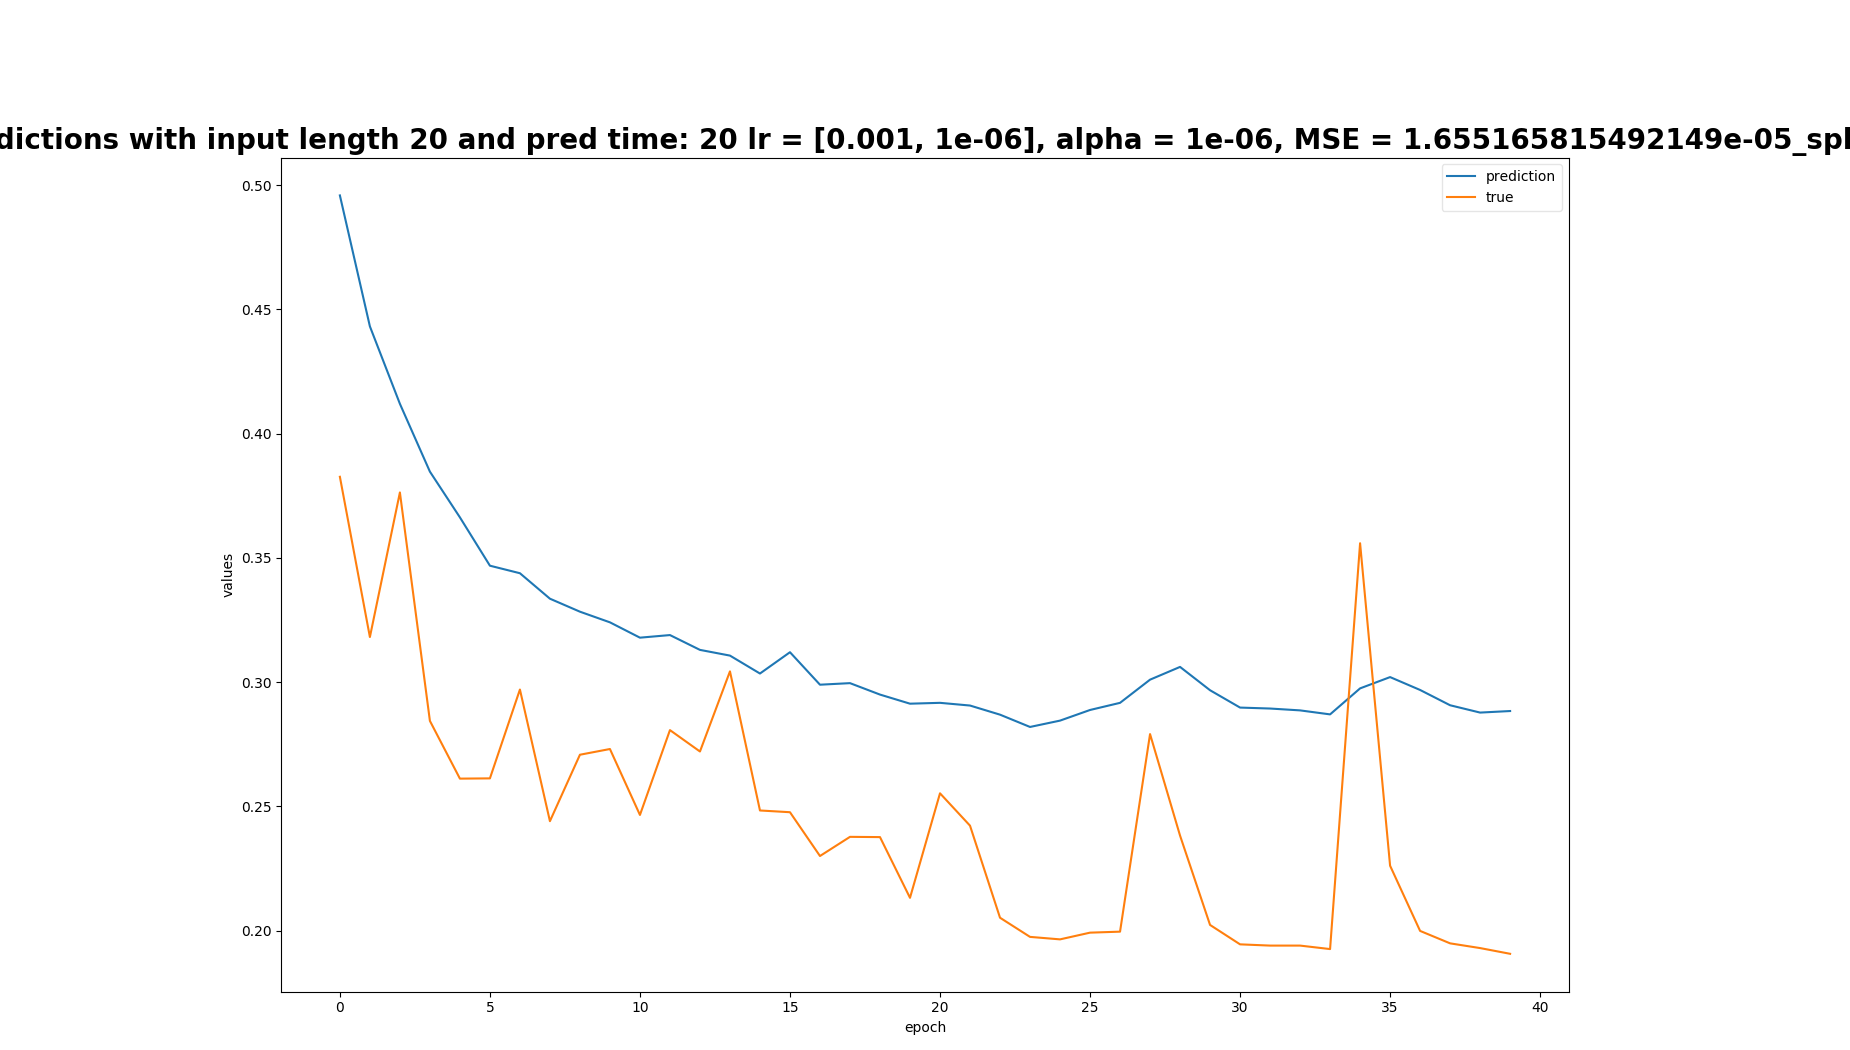 dictions with input length 20 and pred time: 20 lr = [0.001, 1e-06], alpha = 1e-06, MSE = 1.655165815492149e-05_spl
prediction
true
0.50
0.45
0.40
0.35
0.30
0.25
0.20
values
0 5 10 15 20 25 30 35 40
epoch